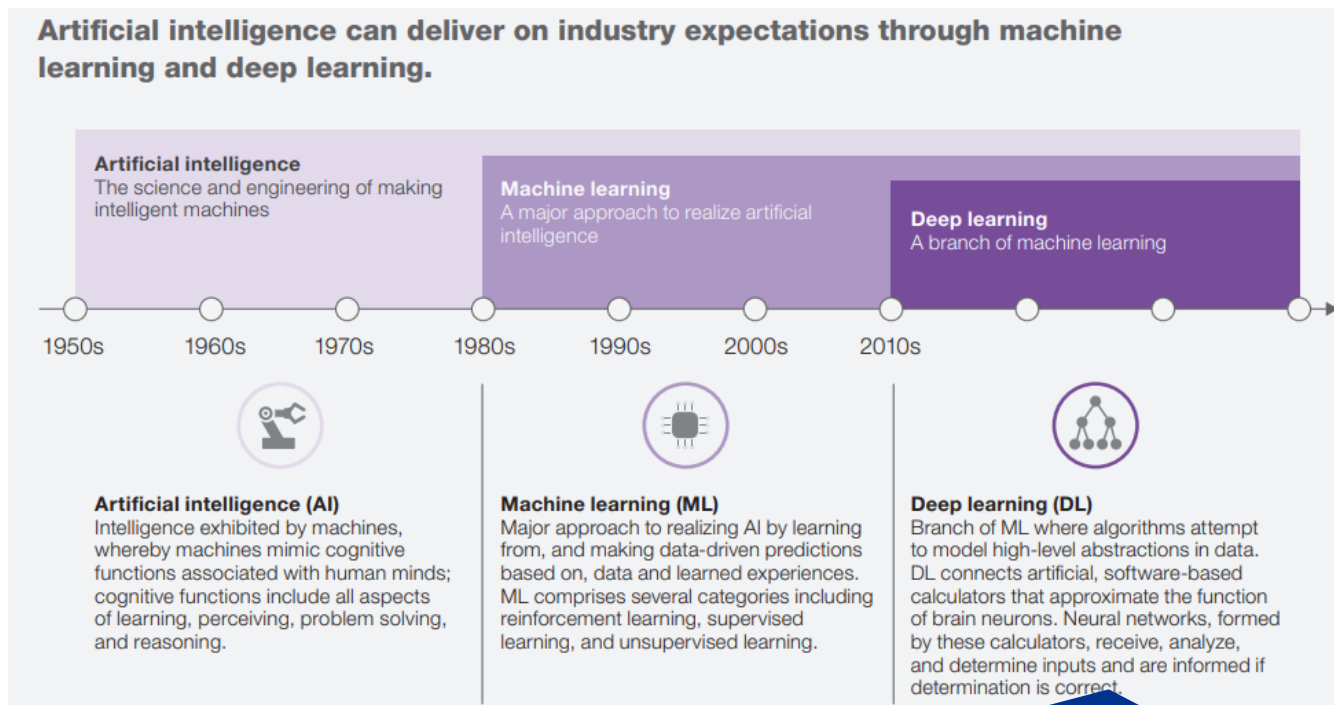 Artificial intelligence can deliver on industry expectations through machine
learning and deep learning.
Artificial intelligence
The science and engineering of making
intelligent machines
Machine learning
A major approach to realize artificial
intelligence
Deep learning
A branch of machine learning
1950s 1960s 1970s 1980s 1990s 2000s 2010s
Artificial intelligence (AI)
Intelligence exhibited by machines,
whereby machines mimic cognitive
functions associated with human minds;
cognitive functions include all aspects
of learning, perceiving, problem solving,
and reasoning.
Machine learning (ML)
Major approach to realizing AI by learning
from, and making data-driven predictions
based on, data and learned experiences.
ML comprises several categories including
reinforcement learning, supervised
learning, and unsupervised learning.
Deep learning (DL)
Branch of ML where algorithms attempt
to model high-level abstractions in data.
DL connects artificial, software-based
calculators that approximate the function
of brain neurons. Neural networks, formed
by these calculators, receive, analyze,
and determine inputs and are informed if
determination is correct.